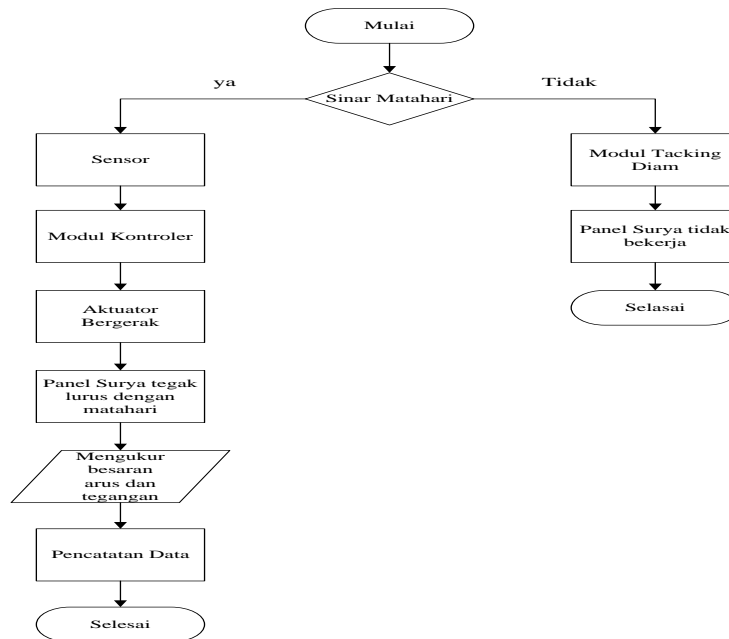 Mulai
Sinar Matahari
ya
Tidak
Sensor
Modul Kontroler
Aktuator
Bergerak
Panel Surya tegak
lurus dengan
matahari
Mengukur
besaran
arus dan
tegangan
Pencatatan Data
Selesai
Modul Tacking
Diam
Panel Surya tidak
bekerja
Selasai